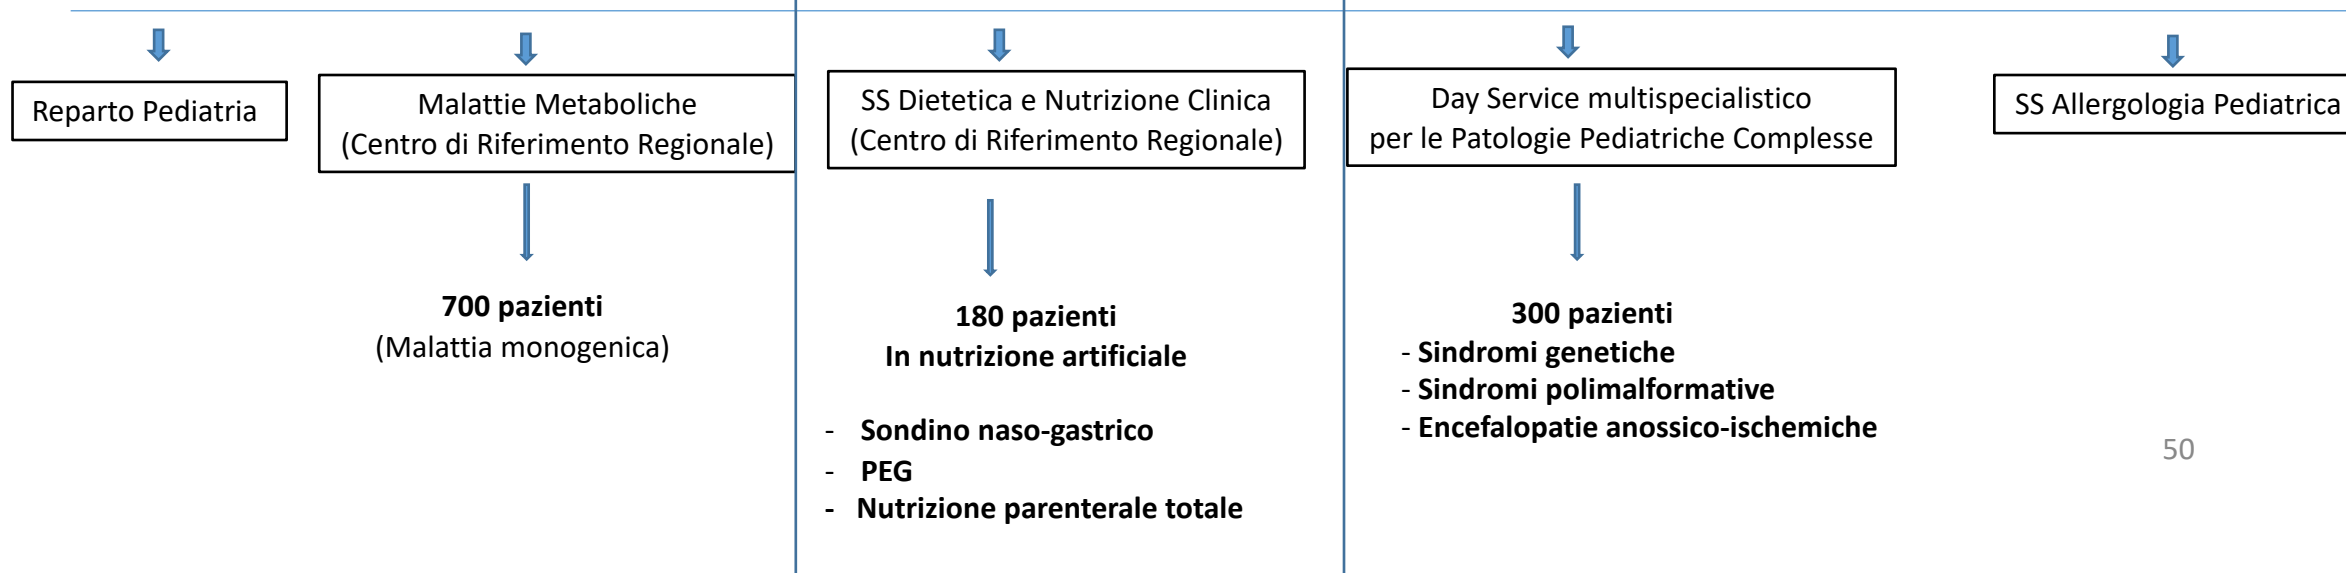 Reparto Pediatria
Malattie Metaboliche
(Centro di Riferimento Regionale)
700 pazienti
(Malattia monogenica)
SS Dietetica e Nutrizione Clinica
(Centro di Riferimento Regionale)
180 pazienti
In nutrizione artificiale
- Sondino naso-gastrico
- PEG
- Nutrizione parenterale totale
Day Service multispecialistico
per le Patologie Pediatriche Complesse
300 pazienti
- Sindromi genetiche
- Sindromi polimalformative
- Encefalopatie anossico-ischemiche
SS Allergologia Pediatrica
50